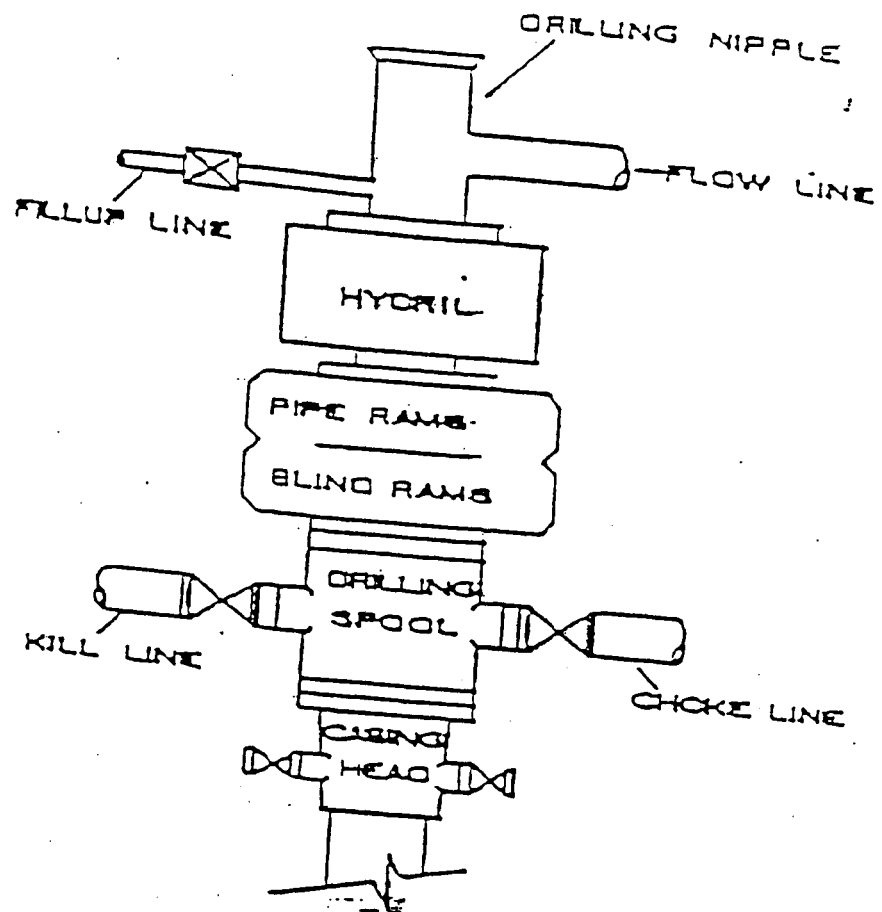 DRILLING NIPPLE
FLOW LINE
FILLUP LINE
HYDRIL
PIPE RAMS
BLIND RAMS
DRILLING
SPOOL
KILL LINE
CHOKE LINE
CASING
HEAD